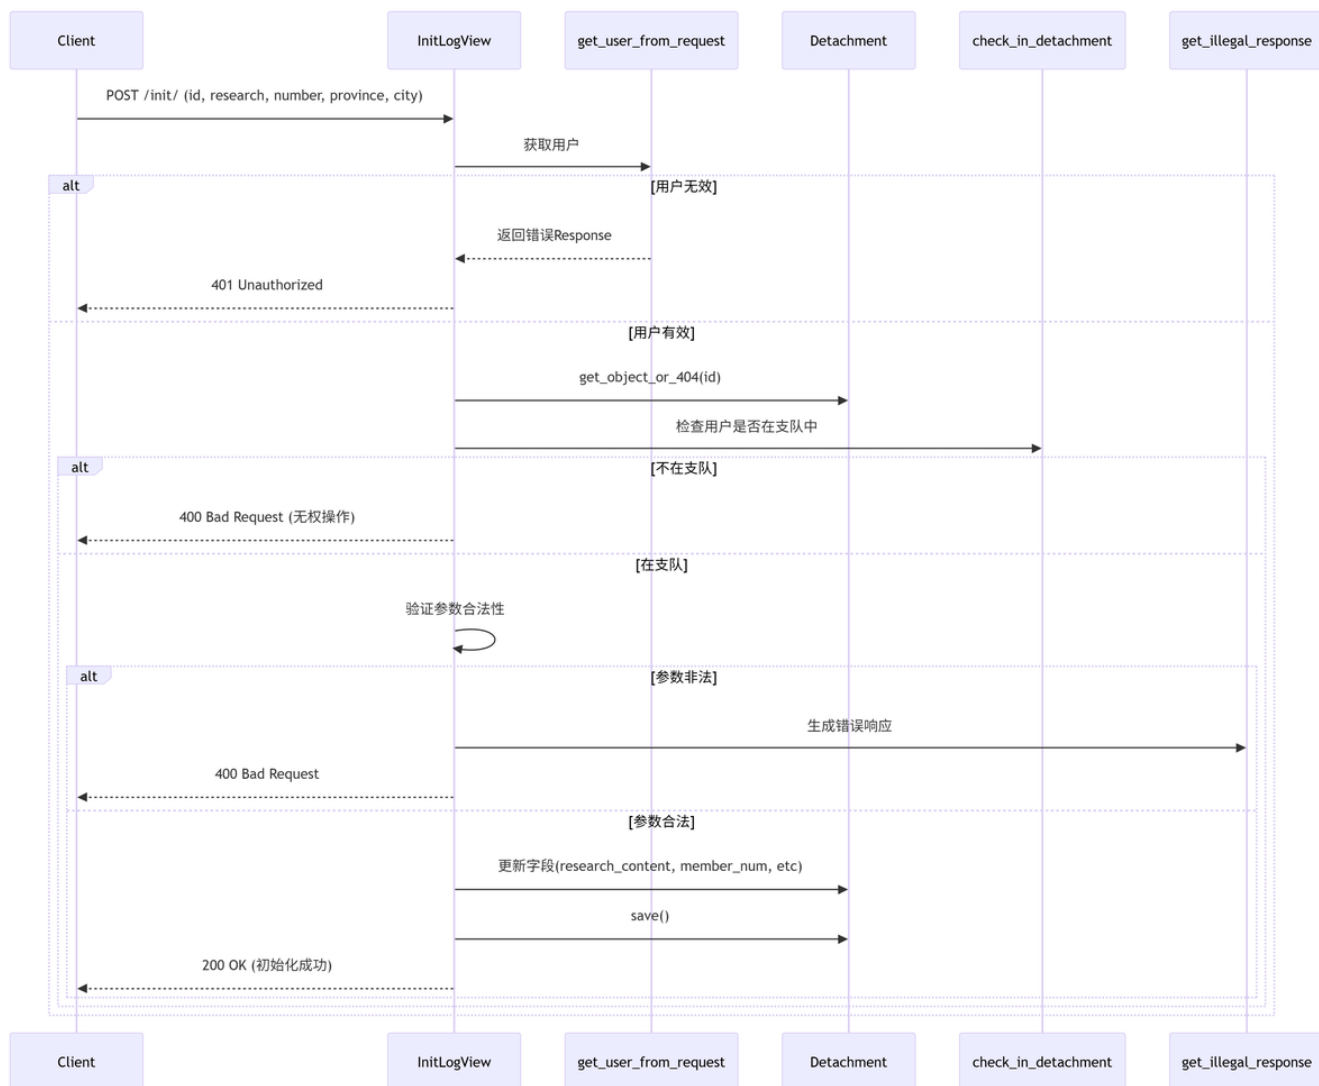 Client
InitLogView
get_user_from_request
Detachment
check_in_detachment
get_illegal_response
POST /init/ (id, research, number, province, city)
获取用户
alt
[用户无效]
返回错误Response
401 Unauthorized
[用户有效]
get_object_or_404(id)
检查用户是否在支队中
alt
[不在支队]
400 Bad Request (无权操作)
[在支队]
验证参数合法性
alt
[参数非法]
生成错误响应
400 Bad Request
[参数合法]
更新字段(research_content, member_num, etc)
save()
200 OK (初始化成功)
Client
InitLogView
get_user_from_request
Detachment
check_in_detachment
get_illegal_response